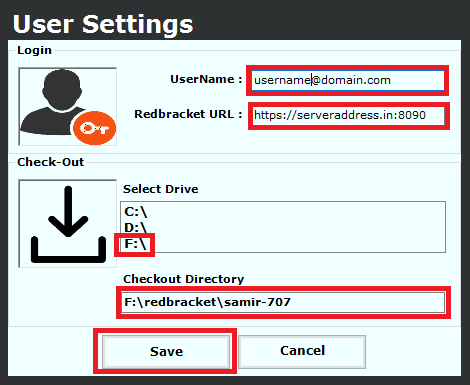 User Settings
Login
UserName :
username@domain.com
Redbracket URL :
https://serveraddress.in:8090
Check-Out
Select Drive
C:\
D:\
F:\
Checkout Directory
F:\redbracket\samir-707
Save
Cancel